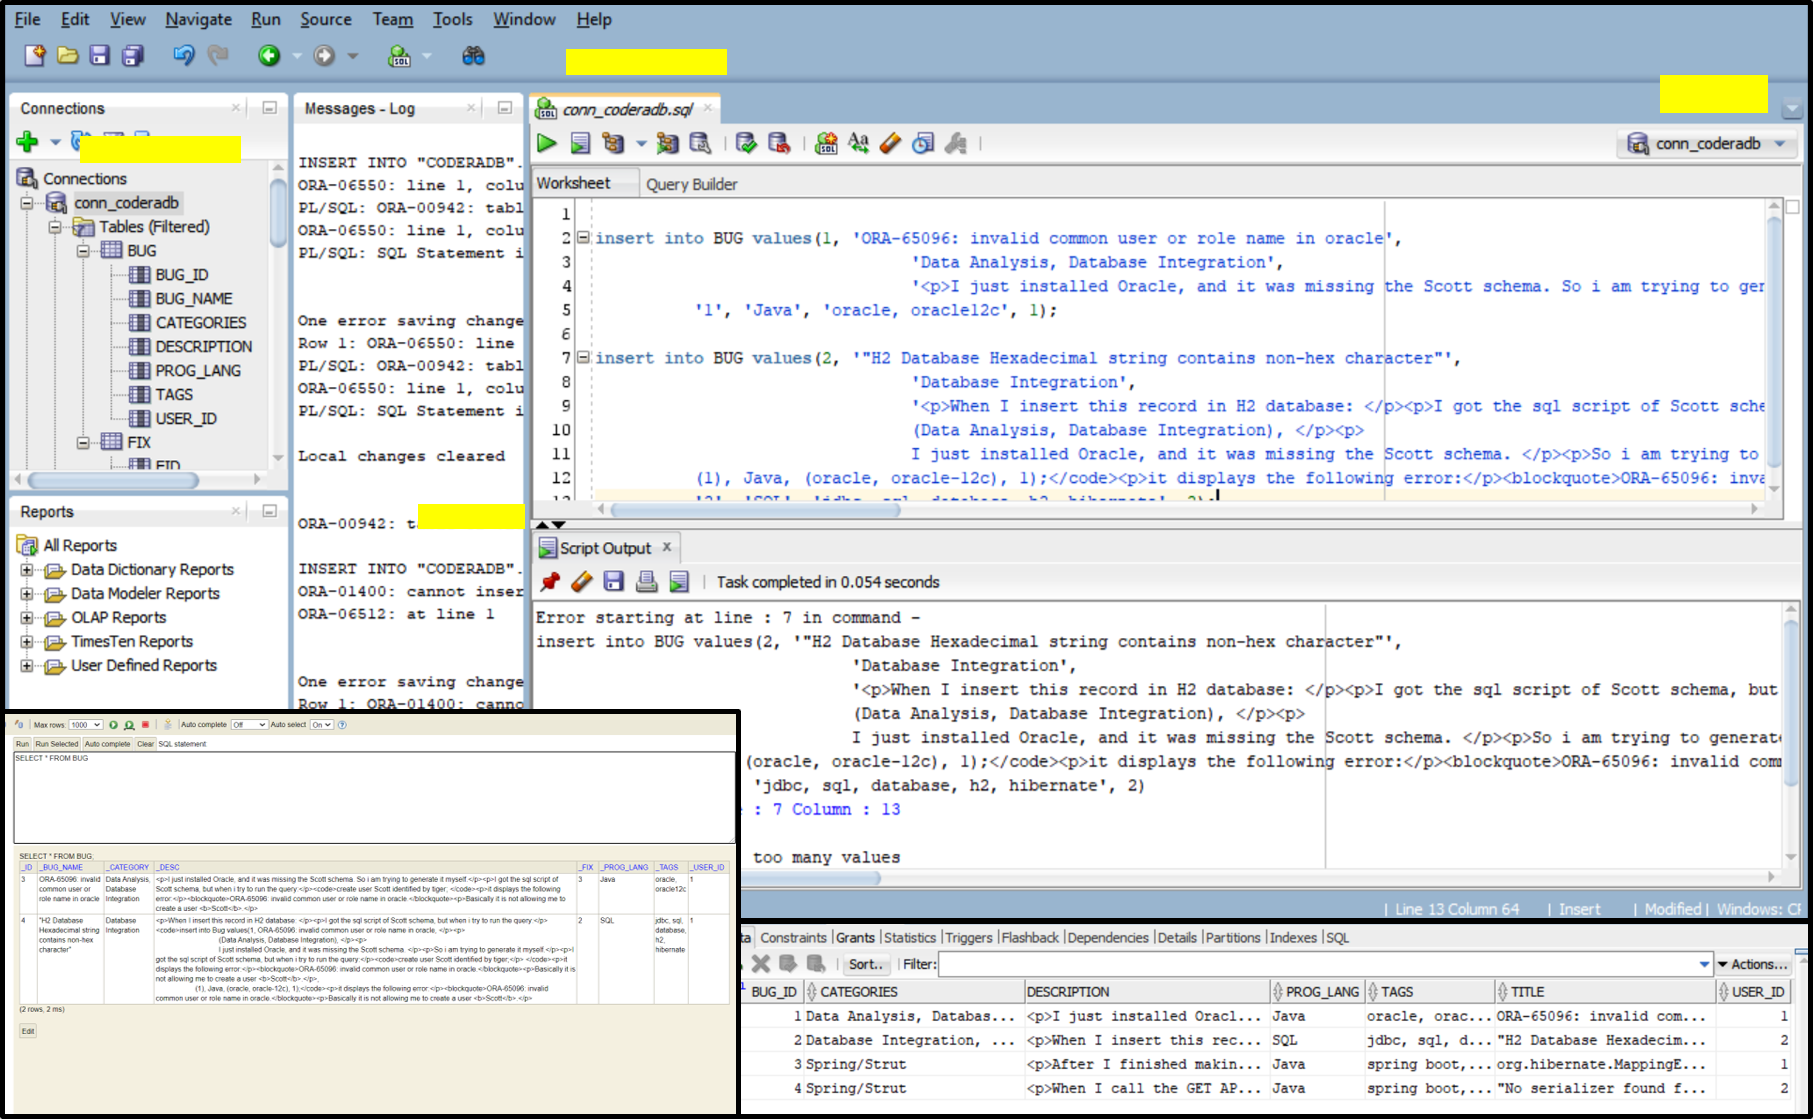 File Edit View Navigate Run Source Team Tools Window Help
Connections
Connections
conn_coderadb
Tables (Filtered)
BUG
BUG_ID
BUG_NAME
CATEGORIES
DESCRIPTION
PROG_LANG
TAGS
USER_ID
FIX
FID
Reports
All Reports
Data Dictionary Reports
Data Modeler Reports
OLAP Reports
TimesTen Reports
User Defined Reports
Messages - Log
INSERT INTO "CODERADB".
ORA-06550: line 1, colu
PL/SQL: ORA-00942: tabl
ORA-06550: line 1, colu
PL/SQL: SQL Statement i
One error saving change
Row 1: ORA-06550: line
PL/SQL: ORA-00942: tabl
ORA-06550: line 1, colu
PL/SQL: SQL Statement i
Local changes cleared
ORA-00942: t
INSERT INTO "CODERADB".
ORA-01400: cannot inser
ORA-06512: at line 1
One error saving change
Row 1: ORA-01400: canno
conn_coderadb.sql
conn_coderadb
Worksheet Query Builder
1
2 insert into BUG values(1, 'ORA-65096: invalid common user or role name in oracle',
3 'Data Analysis, Database Integration',
4 '<p>I just installed Oracle, and it was missing the Scott schema. So i am trying to ger
5 '1', 'Java', 'oracle, oracle12c', 1);
6
7 insert into BUG values(2, '"H2 Database Hexadecimal string contains non-hex character"',
8 'Database Integration',
9 '<p>When I insert this record in H2 database: </p><p>I got the sql script of Scott sche
10 (Data Analysis, Database Integration), </p><p>
11 I just installed Oracle, and it was missing the Scott schema. </p><p>So i am trying to
12 (1), Java, (oracle, oracle-12c), 1);</code><p>it displays the following error:</p><blockquote>ORA-65096: inva
13 '2', 'SQL', 'jdbc, sql, database, h2, hibernate', 2);
Script Output
Task completed in 0.054 seconds
Error starting at line : 7 in command -
insert into BUG values(2, '"H2 Database Hexadecimal string contains non-hex character"',
'Database Integration',
'<p>When I insert this record in H2 database: </p><p>I got the sql script of Scott schema, but
(Data Analysis, Database Integration), </p><p>
I just installed Oracle, and it was missing the Scott schema. </p><p>So i am trying to generate
(oracle, oracle-12c), 1);</code><p>it displays the following error:</p><blockquote>ORA-65096: invalid com
'jdbc, sql, database, h2, hibernate', 2)
: 7 Column : 13
too many values
Line 13 Column 64 | Insert | Modified | Windows: CF
Max rows: 1000 Auto complete Off Auto select On
Run Run Selected Auto complete Clear SQL statement
SELECT * FROM BUG
SELECT * FROM BUG;
_ID _BUG_NAME _CATEGORY _DESC _FIX _PROG_LANG _TAGS _USER_ID
3 ORA-65096: invalid Data Analysis, <p>I just installed Oracle, and it was missing the Scott schema. So i am trying to generate it myself.</p><p>I got the sql 3 Java oracle, 1
common user or Database Scott schema, but when i try to run the query <p><code>create user Scott identified by tiger; </code><p>it displays the following oracle12c
role name in oracle Integration error:</p><blockquote>ORA-65096: invalid common user or role name in oracle.</blockquote><p>Basically it is not allowing me to
create a user <b>Scott</b>.</p>
4 "H2 Database Database <p>When I insert this record in H2 database: </p><p>I got the sql script of Scott schema, but when i try to run the query:</p> 2 SQL jdbc, sql, 1
Hexadecimal string Integration <code>insert into Bug values(1, ORA-65096: invalid common user or role name in oracle, </p><p> database,
contains non-hex (Data Analysis, Database Integration), </p><p> h2,
character" I just installed Oracle, and it was missing the Scott schema. </p><p>So i am trying to generate it myself.</p><p>I hibernate
got the sql script of Scott schema, but when i try to run the query:</p><code>create user Scott identified by tiger;</p> </code><p>it
displays the following error:</p><blockquote>ORA-65096: invalid common user or role name in oracle.</blockquote><p>Basically it is
not allowing me to create a user <b>Scott</b>.</p>,
(1), Java, (oracle, oracle-12c), 1);</code><p>it displays the following error:</p><blockquote>ORA-65096: invalid
common user or role name in oracle.</blockquote><p>Basically it is not allowing me to create a user <b>Scott</b>.</p>
(2 rows, 2 ms)
Edit
ta Constraints Grants Statistics Triggers Flashback Dependencies Details Partitions Indexes SQL
Sort.. Filter: Actions...
BUG_ID CATEGORIES DESCRIPTION PROG_LANG TAGS TITLE USER_ID
1 Data Analysis, Databas... <p>I just installed Oracl... Java oracle, orac... ORA-65096: invalid com... 1
2 Database Integration, ... <p>When I insert this rec... SQL jdbc, sql, d... "H2 Database Hexadecim... 2
3 Spring/Strut <p>After I finished makin... Java spring boot,... org.hibernate.MappingE... 1
4 Spring/Strut <p>When I call the GET AP... Java spring boot,... "No serializer found f... 2